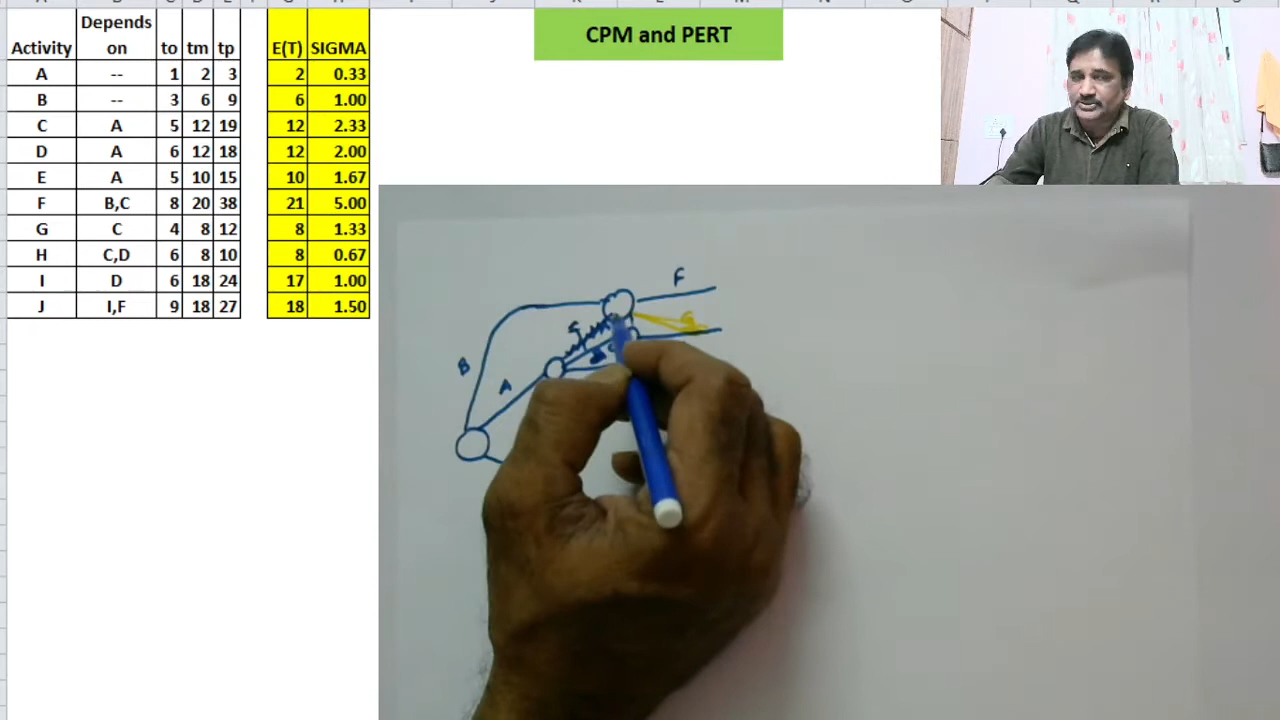 CPM and PERT
Depends
Activity on to tm tp E(T) SIGMA
A -- 1 2 3 2 0.33
B -- 3 6 9 6 1.00
C A 5 12 19 12 2.33
D A 6 12 18 12 2.00
E A 5 10 15 10 1.67
F B,C 8 20 38 21 5.00
G C 4 8 12 8 1.33
H C,D 6 8 10 8 0.67
I D 6 18 24 17 1.00
J I,F 9 18 27 18 1.50
F
G
B
A